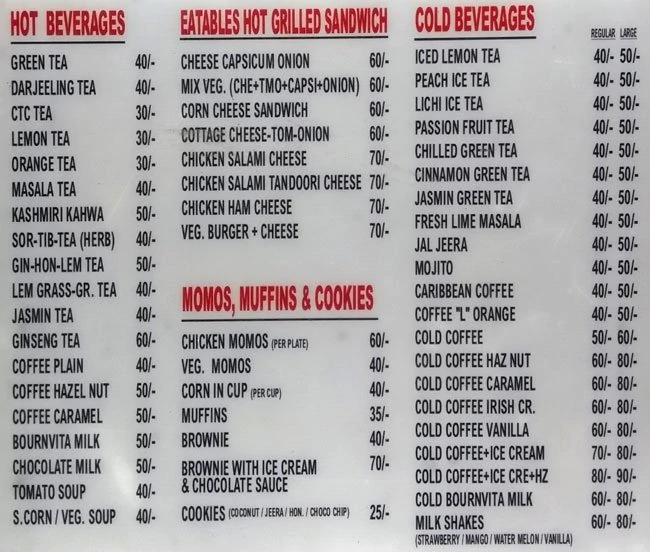 HOT BEVERAGES
GREEN TEA 40/-
DARJEELING TEA 40/-
CTC TEA 30/-
LEMON TEA 30/-
ORANGE TEA 30/-
MASALA TEA 40/-
KASHMIRI KAHWA 50/-
SOR-TIB-TEA (HERB) 40/-
GIN-HON-LEM TEA 50/-
LEM GRASS-GR. TEA 40/-
JASMIN TEA 40/-
GINSENG TEA 60/-
COFFEE PLAIN 40/-
COFFEE HAZEL NUT 50/-
COFFEE CARAMEL 50/-
BOURNVITA MILK 50/-
CHOCOLATE MILK 50/-
TOMATO SOUP 40/-
S.CORN / VEG. SOUP 40/-
EATABLES HOT GRILLED SANDWICH
CHEESE CAPSICUM ONION 60/-
MIX VEG. (CHE+TMO+CAPSI+ONION) 60/-
CORN CHEESE SANDWICH 60/-
COTTAGE CHEESE-TOM-ONION 60/-
CHICKEN SALAMI CHEESE 70/-
CHICKEN SALAMI TANDOORI CHEESE 70/-
CHICKEN HAM CHEESE 70/-
VEG. BURGER + CHEESE 70/-
MOMOS, MUFFINS & COOKIES
CHICKEN MOMOS (PER PLATE) 60/-
VEG. MOMOS 40/-
CORN IN CUP (PER CUP) 40/-
MUFFINS 35/-
BROWNIE 40/-
BROWNIE WITH ICE CREAM 70/-
& CHOCOLATE SAUCE
COOKIES (COCONUT / JEERA / HON. / CHOCO CHIP) 25/-
COLD BEVERAGES
REGULAR LARGE
ICED LEMON TEA 40/- 50/-
PEACH ICE TEA 40/- 50/-
LICHI ICE TEA 40/- 50/-
PASSION FRUIT TEA 40/- 50/-
CHILLED GREEN TEA 40/- 50/-
CINNAMON GREEN TEA 40/- 50/-
JASMIN GREEN TEA 40/- 50/-
FRESH LIME MASALA 40/- 50/-
JAL JEERA 40/- 50/-
MOJITO 40/- 50/-
CARIBBEAN COFFEE 40/- 50/-
COFFEE "L" ORANGE 40/- 50/-
COLD COFFEE 50/- 60/-
COLD COFFEE HAZ NUT 60/- 80/-
COLD COFFEE CARAMEL 60/- 80/-
COLD COFFEE IRISH CR. 60/- 80/-
COLD COFFEE VANILLA 60/- 80/-
COLD COFFEE+ICE CREAM 70/- 80/-
COLD COFFEE+ICE CRE+HZ 80/- 90/-
COLD BOURNVITA MILK 60/- 80/-
MILK SHAKES 60/- 80/-
(STRAWBERRY / MANGO / WATER MELON / VANILLA)